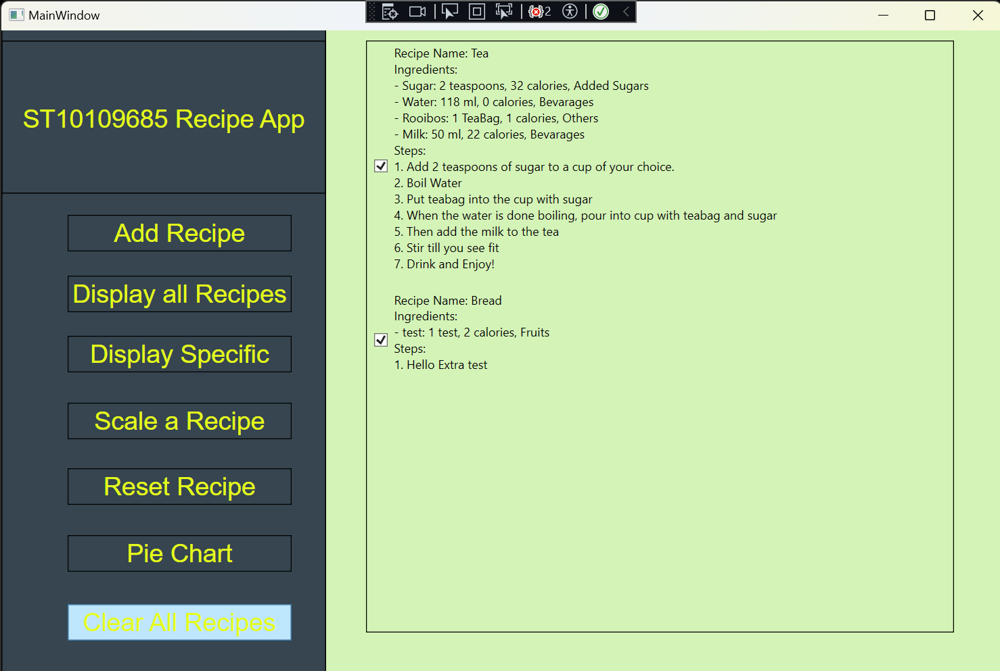 MainWindow
2
ST10109685 Recipe App
Add Recipe
Display all Recipes
Display Specific
Scale a Recipe
Reset Recipe
Pie Chart
Clear All Recipes
Recipe Name: Tea
Ingredients:
- Sugar: 2 teaspoons, 32 calories, Added Sugars
- Water: 118 ml, 0 calories, Bevarages
- Rooibos: 1 TeaBag, 1 calories, Others
- Milk: 50 ml, 22 calories, Bevarages
Steps:
1. Add 2 teaspoons of sugar to a cup of your choice.
2. Boil Water
3. Put teabag into the cup with sugar
4. When the water is done boiling, pour into cup with teabag and sugar
5. Then add the milk to the tea
6. Stir till you see fit
7. Drink and Enjoy!
Recipe Name: Bread
Ingredients:
- test: 1 test, 2 calories, Fruits
Steps:
1. Hello Extra test